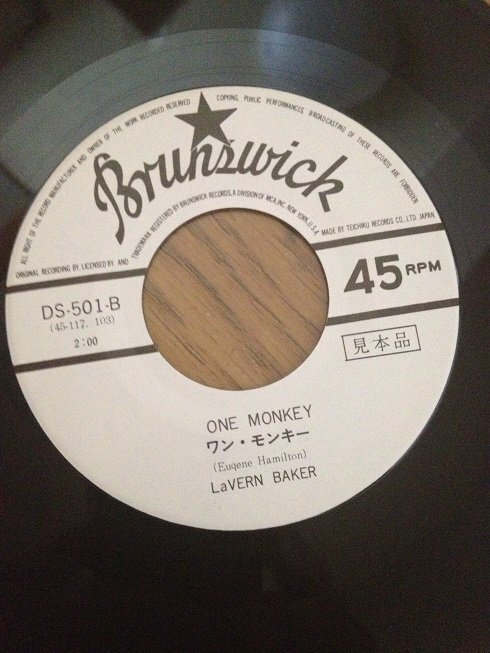 ALL RIGHT OF THE RECORD MANUFACTURER AND OWNER OF THE WORK RECORDED RESERVED
COPYING, PUBLIC PERFORMANCES, BROADCASTING OF THESE RECORDS ARE FORBIDDEN
Brunswick
ORIGINAL RECORDING BY, LICENSED BY, AND TRADEMARK REGISTERED BY BRUNSWICK RECORDS, A DIVISION OF MCA, INC. NEW YORK, U.S.A.
MADE BY TEICHIKU RECORDS CO., LTD. JAPAN.
DS-501-B
(45-117, 103)
2:00
45 RPM
見本品
ONE MONKEY
ワン・モンキー
(Eugene Hamilton)
LaVERN BAKER